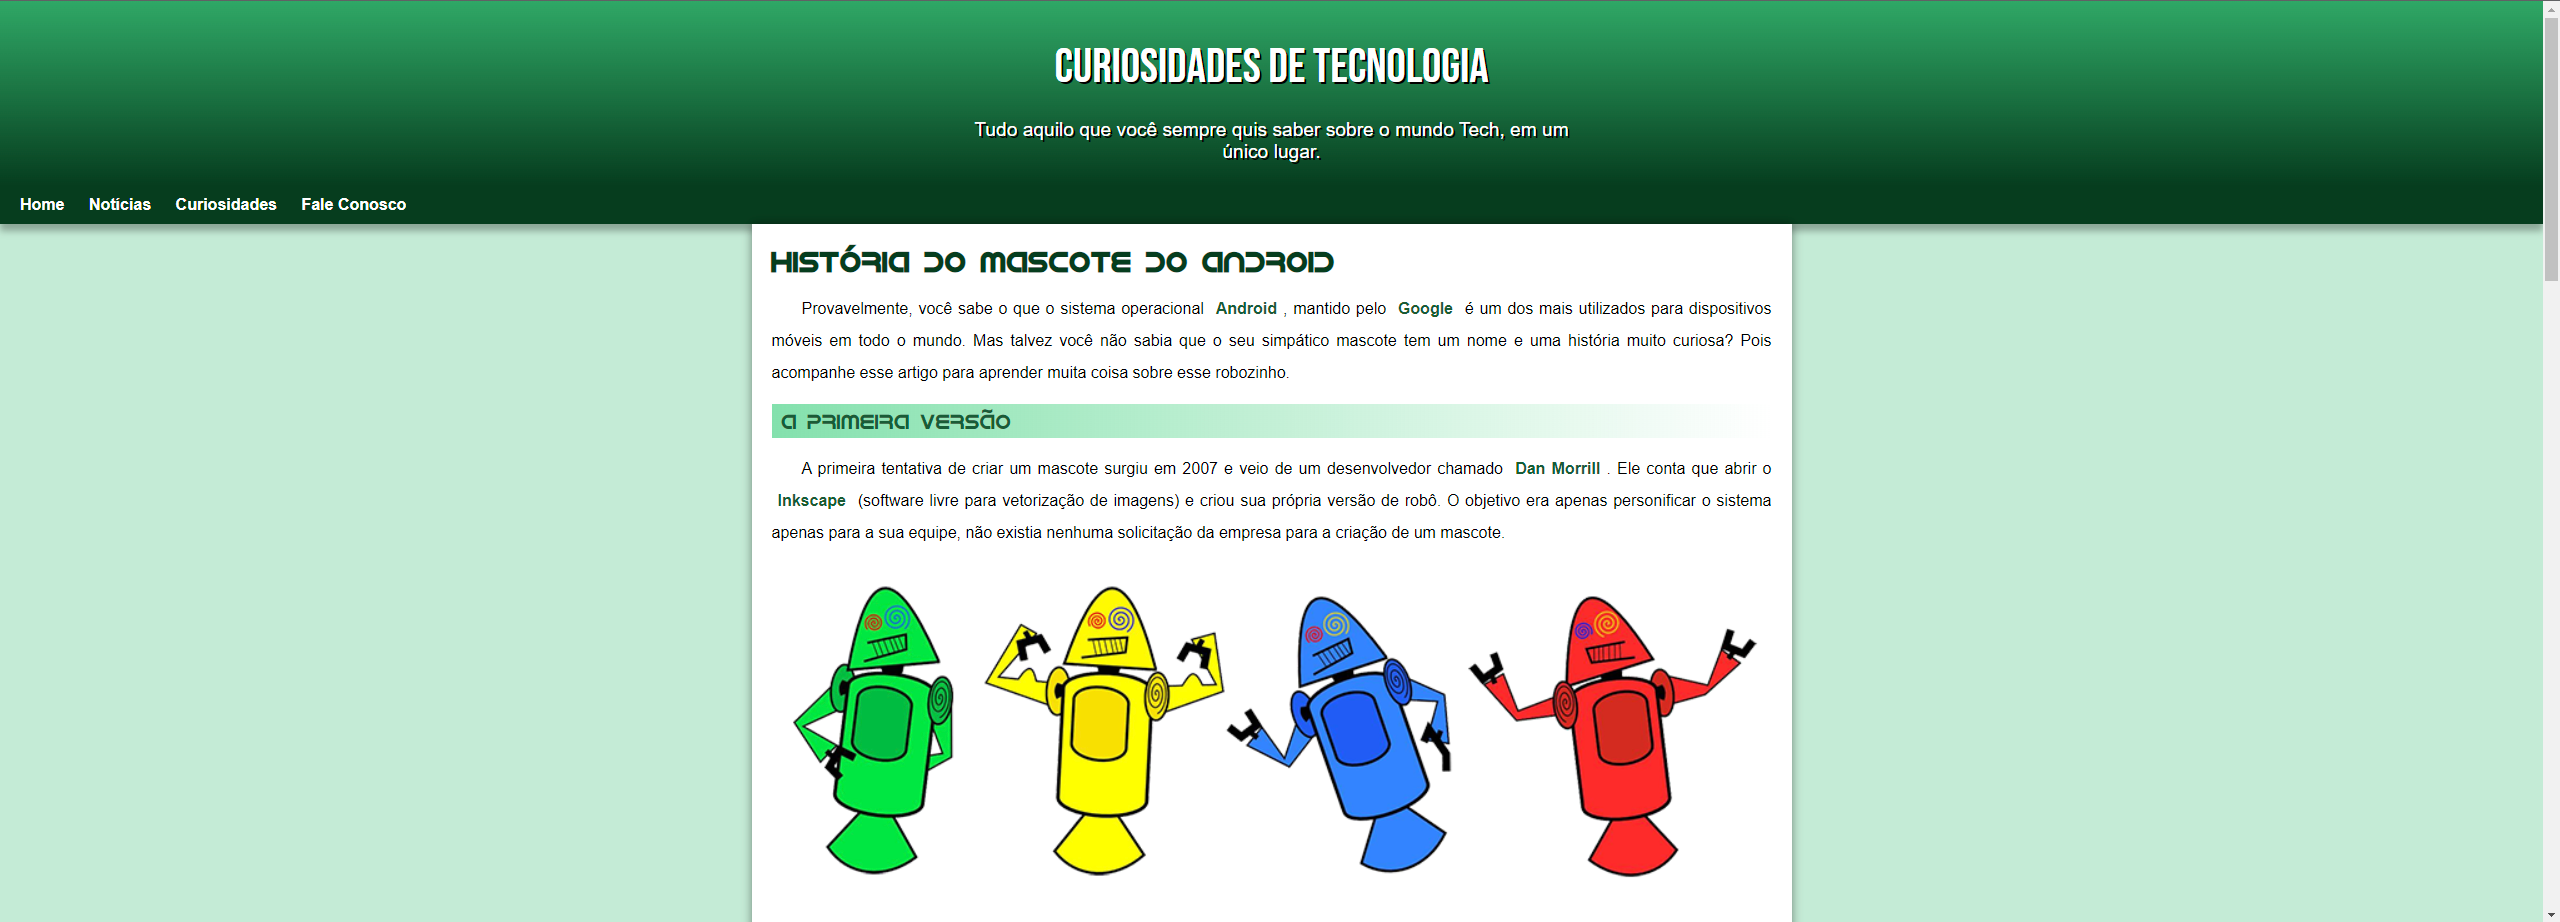 CURIOSIDADES DE TECNOLOGIA
Tudo aquilo que você sempre quis saber sobre o mundo Tech, em um
único lugar.
Home Notícias Curiosidades Fale Conosco
HISTÓRIA DO MASCOTE DO ANDROID
Provavelmente, você sabe o que o sistema operacional Android , mantido pelo Google é um dos mais utilizados para dispositivos
móveis em todo o mundo. Mas talvez você não sabia que o seu simpático mascote tem um nome e uma história muito curiosa? Pois
acompanhe esse artigo para aprender muita coisa sobre esse robozinho.
A PRIMEIRA VERSÃO
A primeira tentativa de criar um mascote surgiu em 2007 e veio de um desenvolvedor chamado Dan Morrill . Ele conta que abrir o
Inkscape (software livre para vetorização de imagens) e criou sua própria versão de robô. O objetivo era apenas personificar o sistema
apenas para a sua equipe, não existia nenhuma solicitação da empresa para a criação de um mascote.